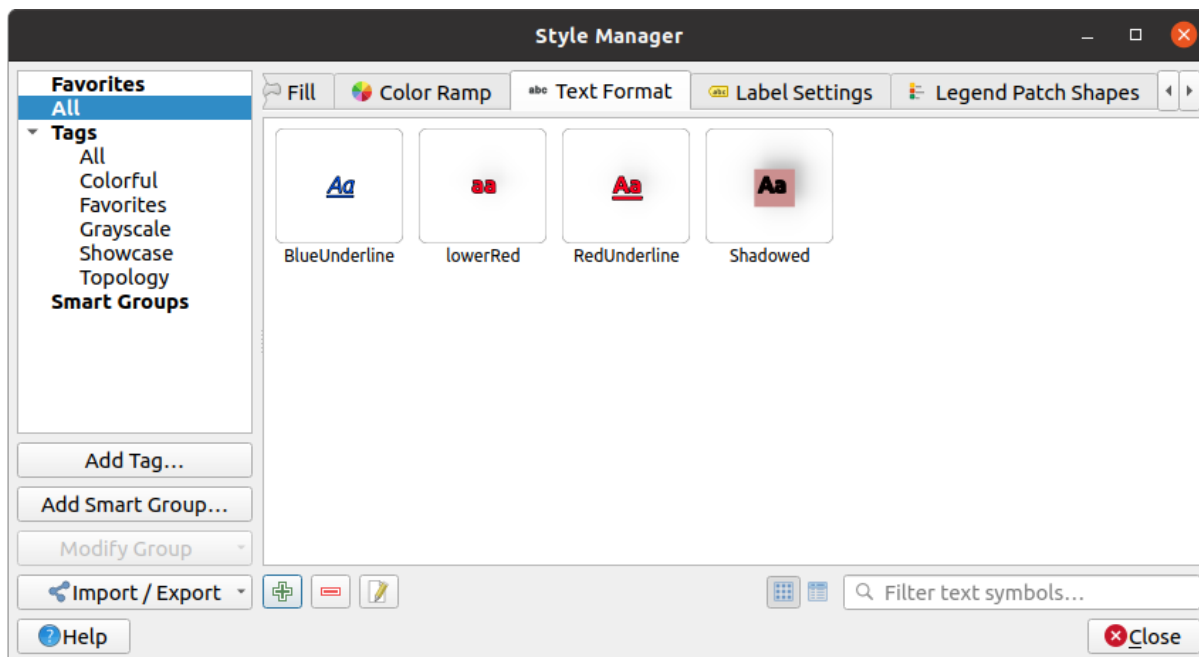 Style Manager
Favorites
All
Tags
All
Colorful
Favorites
Grayscale
Showcase
Topology
Smart Groups
Add Tag...
Add Smart Group...
Modify Group
Import / Export
Help
Fill
Color Ramp
abc Text Format
abc Label Settings
Legend Patch Shapes
Aa
BlueUnderline
aa
lowerRed
Aa
RedUnderline
Aa
Shadowed
Filter text symbols...
Close